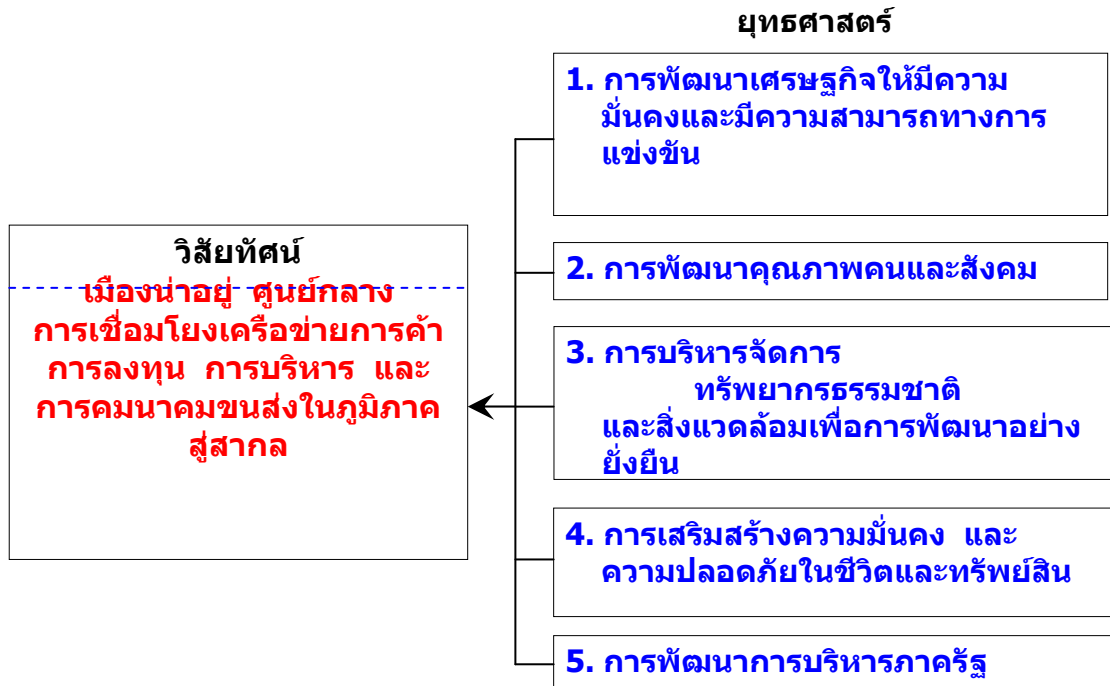 ยุทธศาสตร์
1. การพัฒนาเศรษฐกิจให้มีความ
มั่นคงและมีความสามารถทางการ
แข่งขัน
วิสัยทัศน์
เมืองน่าอยู่ ศูนย์กลาง
การเชื่อมโยงเครือข่ายการค้า
การลงทุน การบริหาร และ
การคมนาคมขนส่งในภูมิภาค
สู่สากล
2. การพัฒนาคุณภาพคนและสังคม
3. การบริหารจัดการ
ทรัพยากรธรรมชาติ
และสิ่งแวดล้อมเพื่อการพัฒนาอย่าง
ยั่งยืน
4. การเสริมสร้างความมั่นคง และ
ความปลอดภัยในชีวิตและทรัพย์สิน
5. การพัฒนาการบริหารภาครัฐ